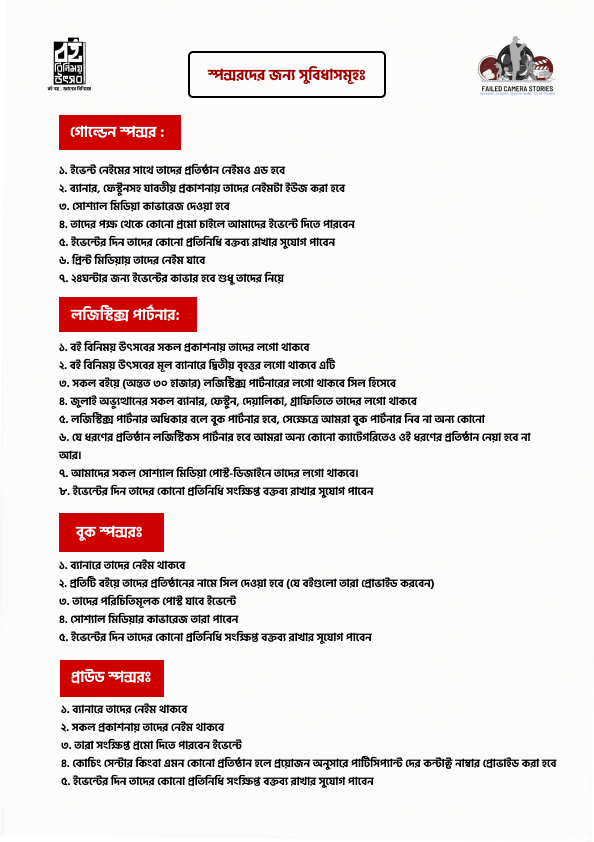 বই
বিনিময়
উৎসব
বই নয়, জ্ঞানের বিনিময়
স্পন্সরদের জন্য সুবিধাসমূহঃ
FAILED CAMERA STORIES
গোল্ডেন স্পন্সর :
১. ইভেন্ট নেইমের সাথে তাদের প্রতিষ্ঠান নেইমও এড হবে
২. ব্যানার, ফেস্টুনসহ যাবতীয় প্রকাশনায় তাদের নেইমটা ইউজ করা হবে
৩. সোশ্যাল মিডিয়া কাভারেজ দেওয়া হবে
৪. তাদের পক্ষ থেকে কোনো প্রমো চাইলে আমাদের ইভেন্টে দিতে পারবেন
৫. ইভেন্টের দিন তাদের কোনো প্রতিনিধি বক্তব্য রাখার সুযোগ পাবেন
৬. প্রিন্ট মিডিয়ায় তাদের নেইম যাবে
৭. ২৪ঘন্টার জন্য ইভেন্টের কাভার হবে শুধু তাদের নিয়ে
লজিস্টিক্স পার্টনার:
১. বই বিনিময় উৎসবের সকল প্রকাশনায় তাদের লগো থাকবে
২. বই বিনিময় উৎসবের মূল ব্যানারে দ্বিতীয় বৃহত্তর লগো থাকবে এটি
৩. সকল বইয়ে (অন্তত ৩০ হাজার) লজিস্টিক্স পার্টনারের লগো থাকবে সিল হিসেবে
৪. জুলাই অভ্যুত্থানের সকল ব্যানার, ফেস্টুন, দেয়ালিকা, গ্রাফিতিতে তাদের লগো থাকবে
৫. লজিস্টিক্স পার্টনার অধিকার বলে বুক পার্টনার হবে, সেক্ষেত্রে আমরা বুক পার্টনার নিব না অন্য কোনো
৬. যে ধরণের প্রতিষ্ঠান লজিস্টিকস পার্টনার হবে আমরা অন্য কোনো ক্যাটেগরিতেও ওই ধরণের প্রতিষ্ঠান নেয়া হবে না
আর।
৭. আমাদের সকল সোশ্যাল মিডিয়া পোস্ট-ডিজাইনে তাদের লগো থাকবে।
৮. ইভেন্টের দিন তাদের কোনো প্রতিনিধি সংক্ষিপ্ত বক্তব্য রাখার সুযোগ পাবেন
বুক স্পন্সরঃ
১. ব্যানারে তাদের নেইম থাকবে
২. প্রতিটি বইয়ে তাদের প্রতিষ্ঠানের নামে সিল দেওয়া হবে (যে বইগুলো তারা প্রোভাইড করবেন)
৩. তাদের পরিচিতিমূলক পোস্ট যাবে ইভেন্টে
৪. সোশ্যাল মিডিয়ার কাভারেজ তারা পাবেন
৫. ইভেন্টের দিন তাদের কোনো প্রতিনিধি সংক্ষিপ্ত বক্তব্য রাখার সুযোগ পাবেন
প্রাউড স্পন্সরঃ
১. ব্যানারে তাদের নেইম থাকবে
২. সকল প্রকাশনায় তাদের নেইম থাকবে
৩. তারা সংক্ষিপ্ত প্রমো দিতে পারবেন ইভেন্টে
৪. কোচিং সেন্টার কিংবা এমন কোনো প্রতিষ্ঠান হলে প্রয়োজন অনুসারে পার্টিসিপ্যান্ট দের কন্টাক্ট নাম্বার প্রোভাইড করা হবে
৫. ইভেন্টের দিন তাদের কোনো প্রতিনিধি সংক্ষিপ্ত বক্তব্য রাখার সুযোগ পাবেন